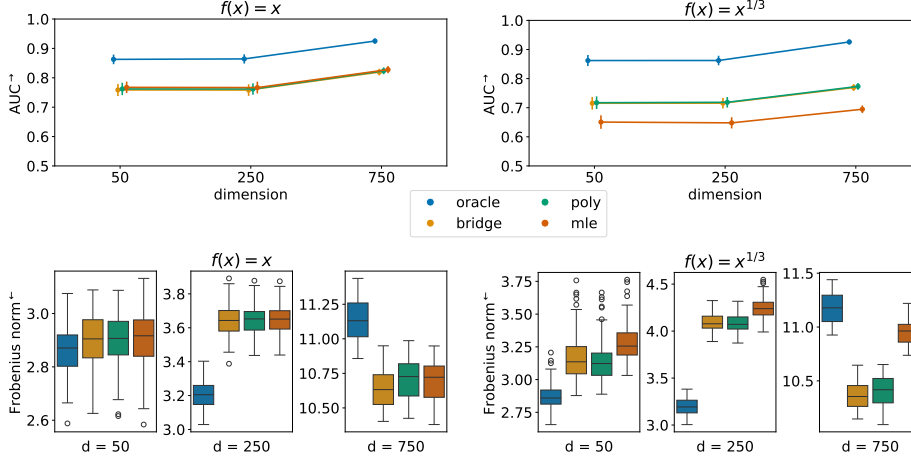 f(x) = x
AUC→
1.0
0.9
0.8
0.7
0.6
0.5
50
250
750
dimension
f(x) = x^{1/3}
AUC→
1.0
0.9
0.8
0.7
0.6
0.5
50
250
750
dimension
oracle
poly
bridge
mle
f(x) = x
Frobenius norm←
3.0
2.8
2.6
d = 50
3.8
3.6
3.4
3.2
3.0
d = 250
11.25
11.00
10.75
10.50
d = 750
f(x) = x^{1/3}
Frobenius norm←
3.75
3.50
3.25
3.00
2.75
d = 50
4.5
4.0
3.5
3.0
d = 250
11.5
11.0
10.5
d = 750